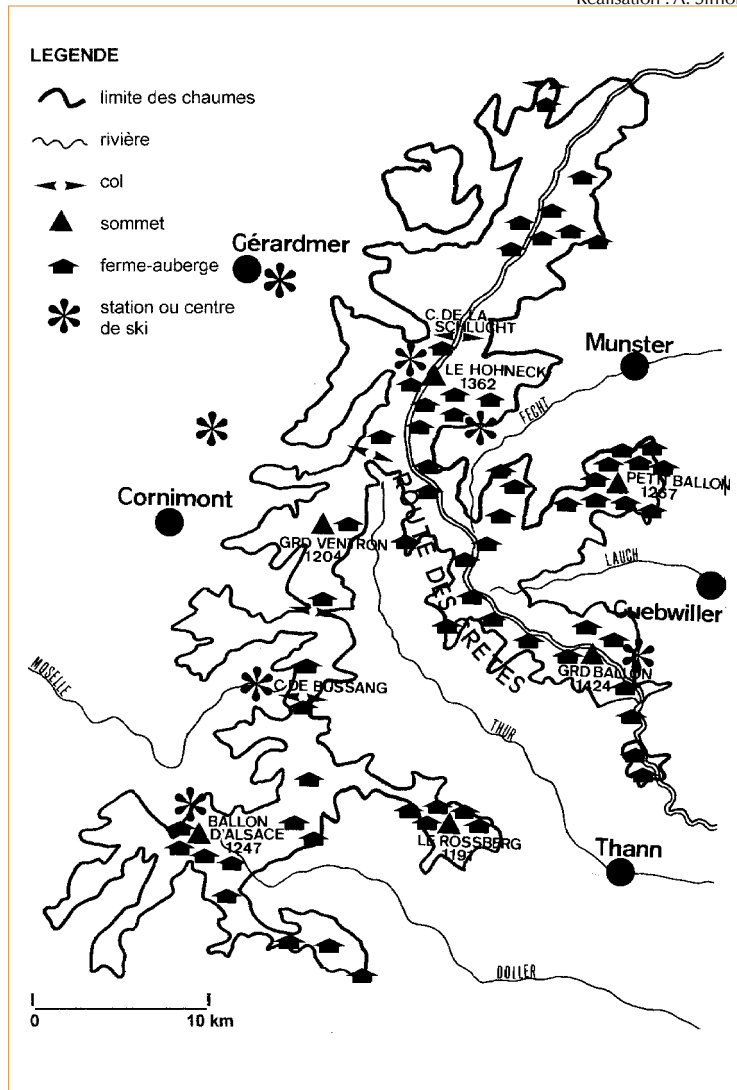 Réalisation : A. Simo
LEGENDE
limite des chaumes
rivière
col
sommet
ferme-auberge
station ou centre
de ski
Gérardmer
C. DE LA
SCHLUCHT
Munster
LE HOHNECK
1362
FECHT
PETIT BALLON
1267
Cornimont
GRD VENTRON
1204
ROUTE DES CRETES
LAUCH
Guebwiller
GRD BALLON
1424
MOSELLE
C. DE BUSSANG
THUR
BALLON
D'ALSACE
1247
LE ROSSBERG
1191
Thann
DOLLER
0
10 km